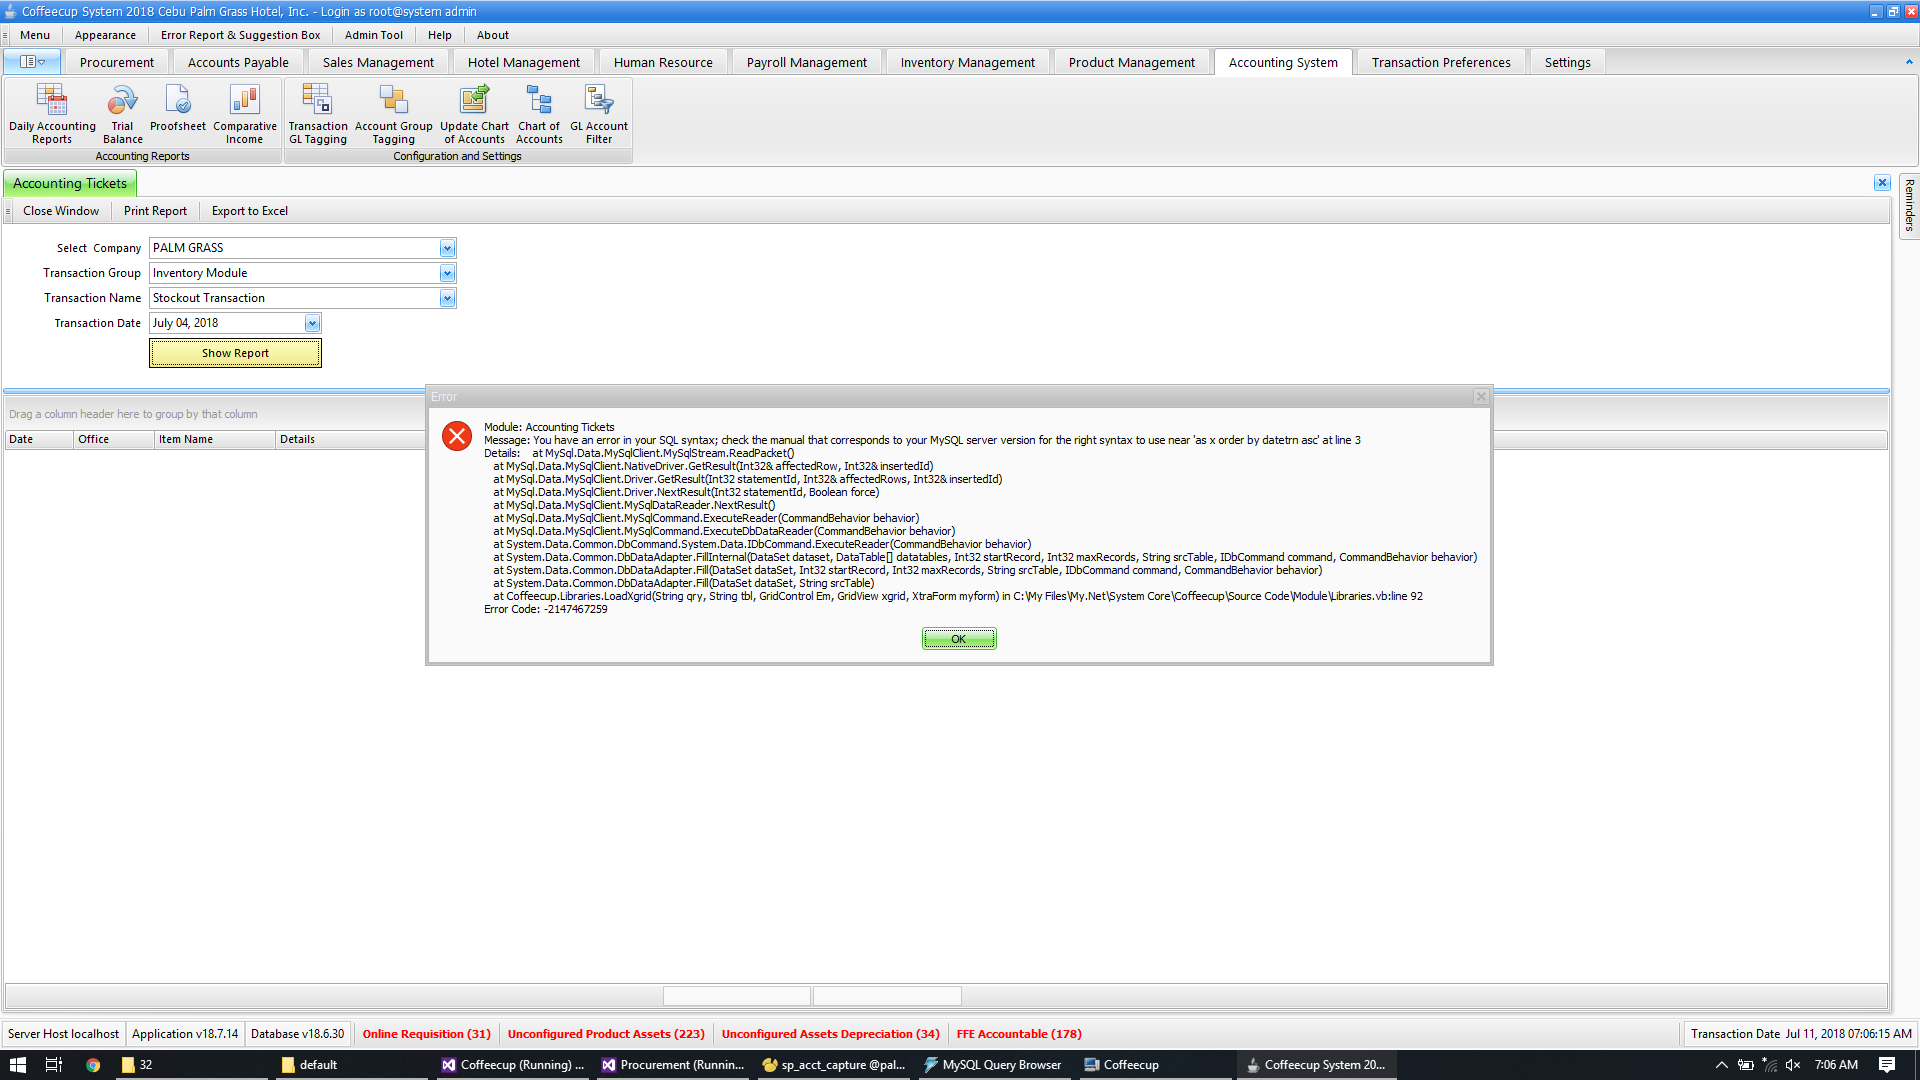 Coffeecup System 2018 Cebu Palm Grass Hotel, Inc. - Login as root@system admin
Menu Appearance Error Report & Suggestion Box Admin Tool Help About
Procurement Accounts Payable Sales Management Hotel Management Human Resource Payroll Management Inventory Management Product Management Accounting System Transaction Preferences Settings
Daily Accounting Reports
Trial Balance
Proofsheet
Comparative Income
Transaction GL Tagging
Account Group Tagging
Update Chart of Accounts
Chart of Accounts
GL Account Filter
Accounting Reports
Configuration and Settings
Accounting Tickets
Reminders
Close Window Print Report Export to Excel
Select Company PALM GRASS
Transaction Group Inventory Module
Transaction Name Stockout Transaction
Transaction Date July 04, 2018
Show Report
Drag a column header here to group by that column
Date Office Item Name Details
Error
Module: Accounting Tickets
Message: You have an error in your SQL syntax; check the manual that corresponds to your MySQL server version for the right syntax to use near 'as x order by datetrn asc' at line 3
Details: at MySql.Data.MySqlClient.MySqlStream.ReadPacket()
at MySql.Data.MySqlClient.NativeDriver.GetResult(Int32& affectedRow, Int32& insertedId)
at MySql.Data.MySqlClient.Driver.GetResult(Int32 statementId, Int32& affectedRows, Int32& insertedId)
at MySql.Data.MySqlClient.Driver.NextResult(Int32 statementId, Boolean force)
at MySql.Data.MySqlClient.MySqlDataReader.NextResult()
at MySql.Data.MySqlClient.MySqlCommand.ExecuteReader(CommandBehavior behavior)
at MySql.Data.MySqlClient.MySqlCommand.ExecuteDbDataReader(CommandBehavior behavior)
at System.Data.Common.DbCommand.System.Data.IDbCommand.ExecuteReader(CommandBehavior behavior)
at System.Data.Common.DbDataAdapter.FillInternal(DataSet dataset, DataTable[] datatables, Int32 startRecord, Int32 maxRecords, String srcTable, IDbCommand command, CommandBehavior behavior)
at System.Data.Common.DbDataAdapter.Fill(DataSet dataSet, Int32 startRecord, Int32 maxRecords, String srcTable, IDbCommand command, CommandBehavior behavior)
at System.Data.Common.DbDataAdapter.Fill(DataSet dataSet, String srcTable)
at Coffeecup.Libraries.LoadXgrid(String qry, String tbl, GridControl Em, GridView xgrid, XtraForm myform) in C:\My Files\My.Net\System Core\Coffeecup\Source Code\Module\Libraries.vb:line 92
Error Code: -2147467259
OK
Server Host localhost Application v18.7.14 Database v18.6.30 Online Requisition (31) Unconfigured Product Assets (223) Unconfigured Assets Depreciation (34) FFE Accountable (178) Transaction Date Jul 11, 2018 07:06:15 AM
32 default Coffeecup (Running) ... Procurement (Runnin... sp_acct_capture @pal... MySQL Query Browser Coffeecup Coffeecup System 20... 7:06 AM